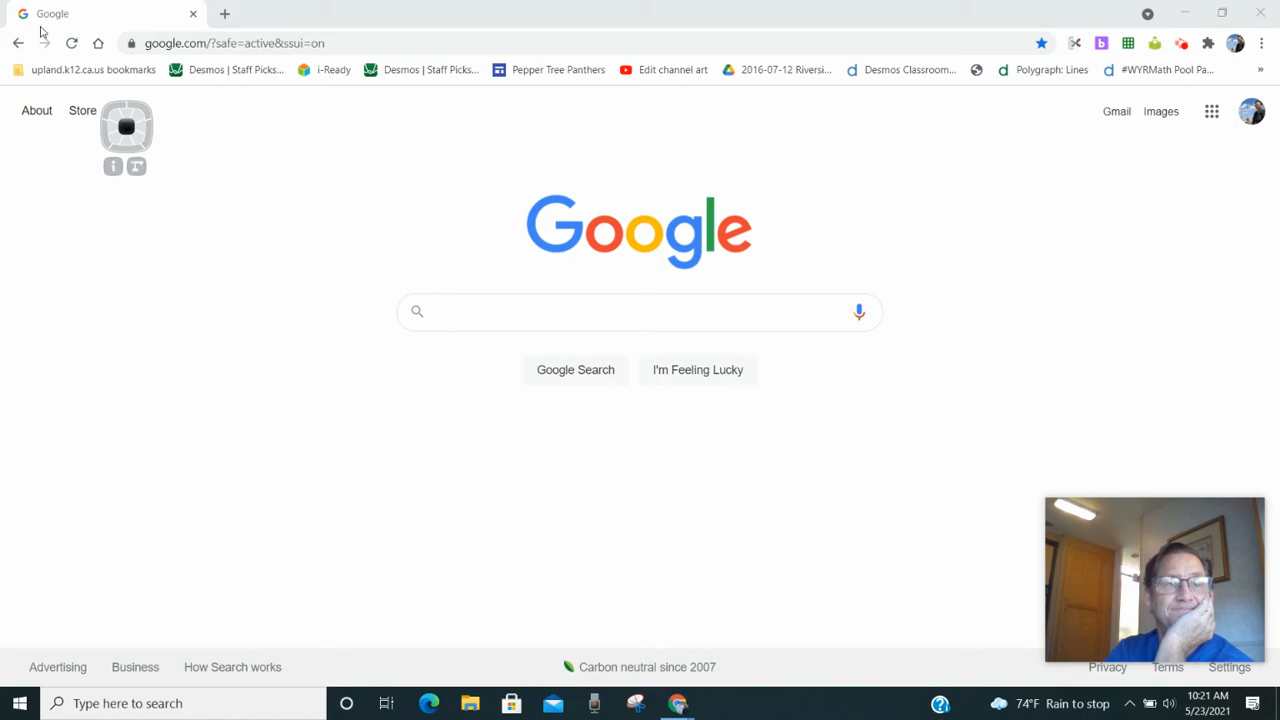 Google
google.com/?safe=active&ssui=on
upland.k12.ca.us bookmarks
Desmos | Staff Picks...
i-Ready
Desmos | Staff Picks...
Pepper Tree Panthers
Edit channel art
2016-07-12 Riversi...
Desmos Classroom...
Polygraph: Lines
#WYRMath Pool Pa...
»
About
Store
Gmail
Images
Google
Google Search
I'm Feeling Lucky
Advertising
Business
How Search works
Carbon neutral since 2007
Privacy
Terms
Settings
Type here to search
74°F Rain to stop
10:21 AM
5/23/2021